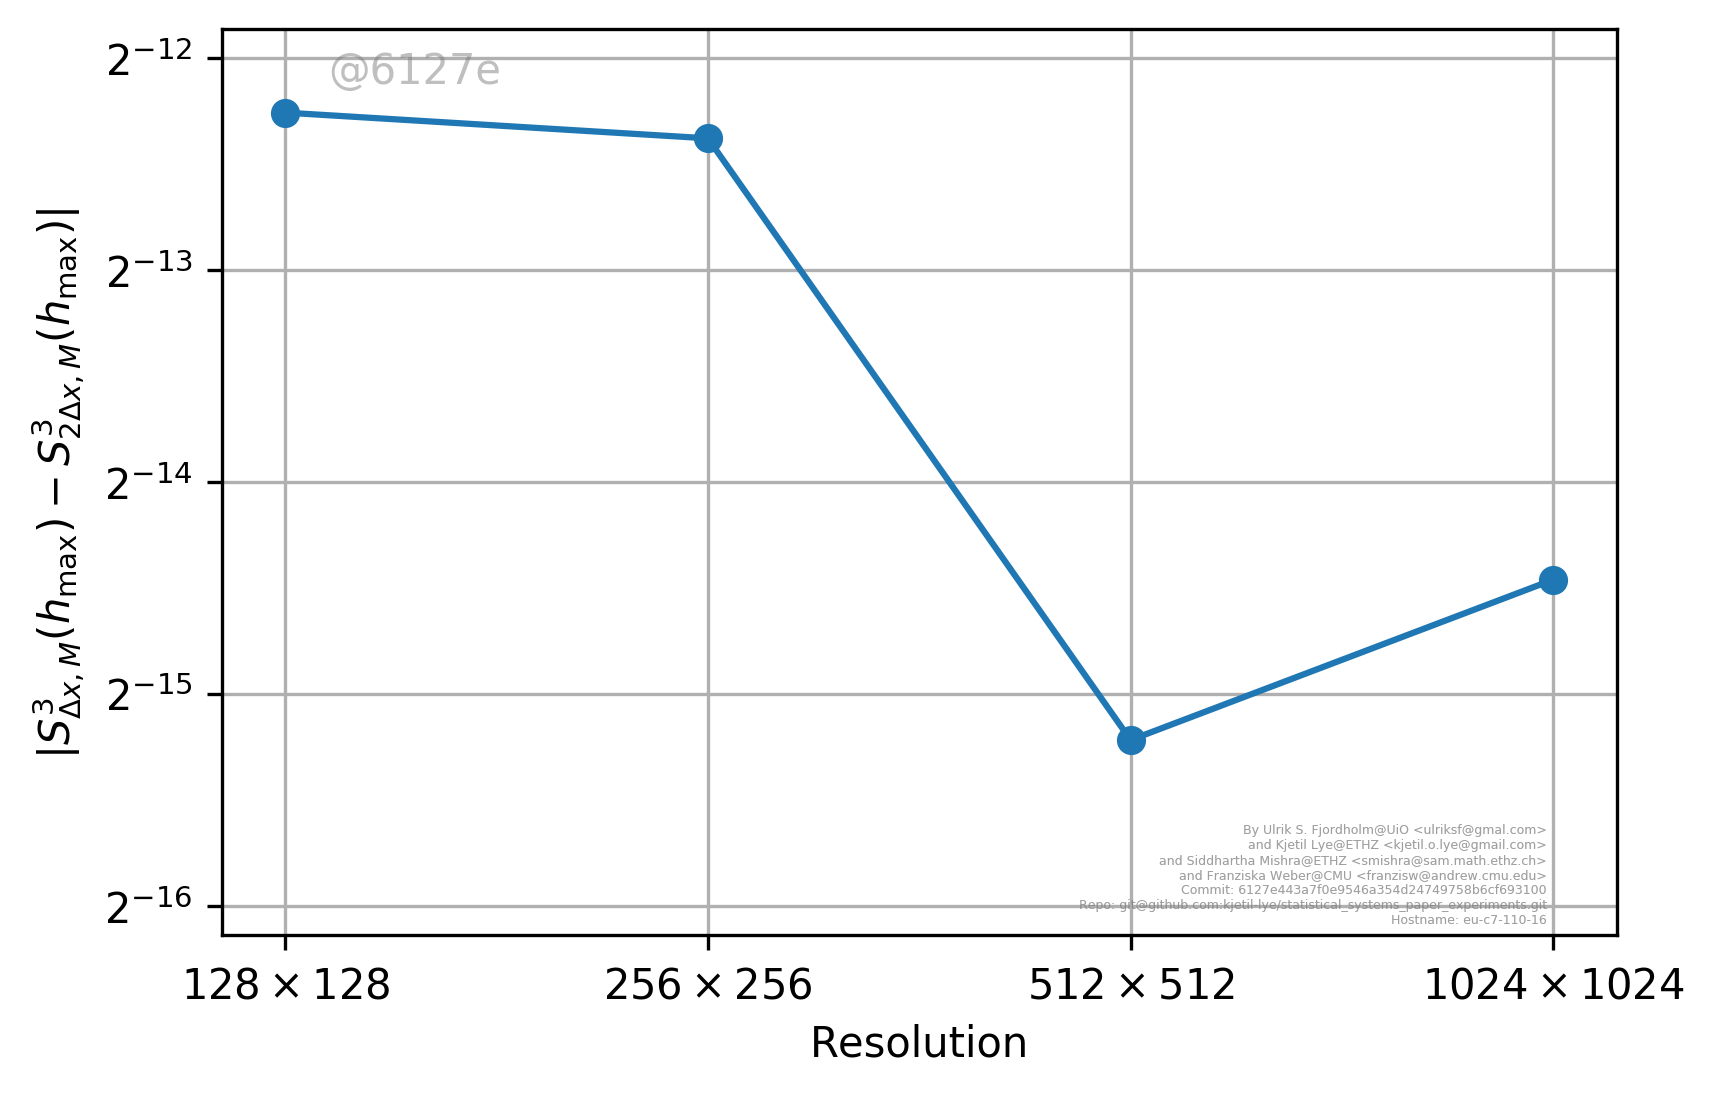 @6127e
2⁻¹²
2⁻¹³
2⁻¹⁴
2⁻¹⁵
2⁻¹⁶
|S³_{Δx, M}(h_max) − S³_{2Δx, M}(h_max)|
By Ulrik S. Fjordholm@UiO <ulriksf@gmal.com>
and Kjetil Lye@ETHZ <kjetil.o.lye@gmail.com>
and Siddhartha Mishra@ETHZ <smishra@sam.math.ethz.ch>
and Franziska Weber@CMU <franzisw@andrew.cmu.edu>
Commit: 6127e443a7f0e9546a354d24749758b6cf693100
Repo: git@github.com:kjetil-lye/statistical_systems_paper_experiments.git
Hostname: eu-c7-110-16
128 × 128 256 × 256 512 × 512 1024 × 1024
Resolution